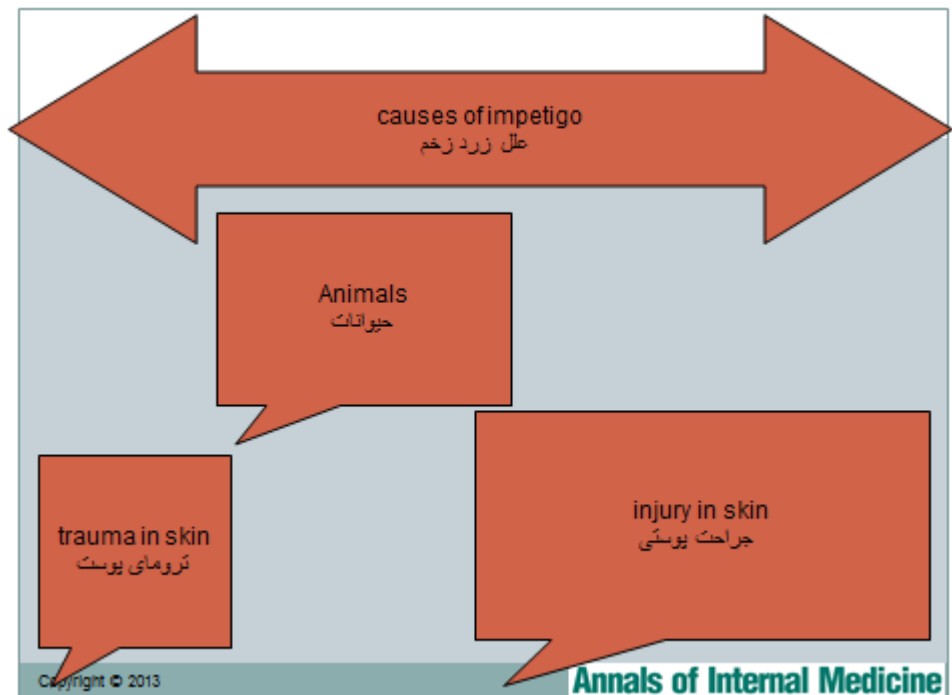 causes of impetigo
علل زرد زخم
Animals
حیوانات
trauma in skin
ترومای پوست
injury in skin
جراحت پوستی
Copyright © 2013
Annals of Internal Medicine